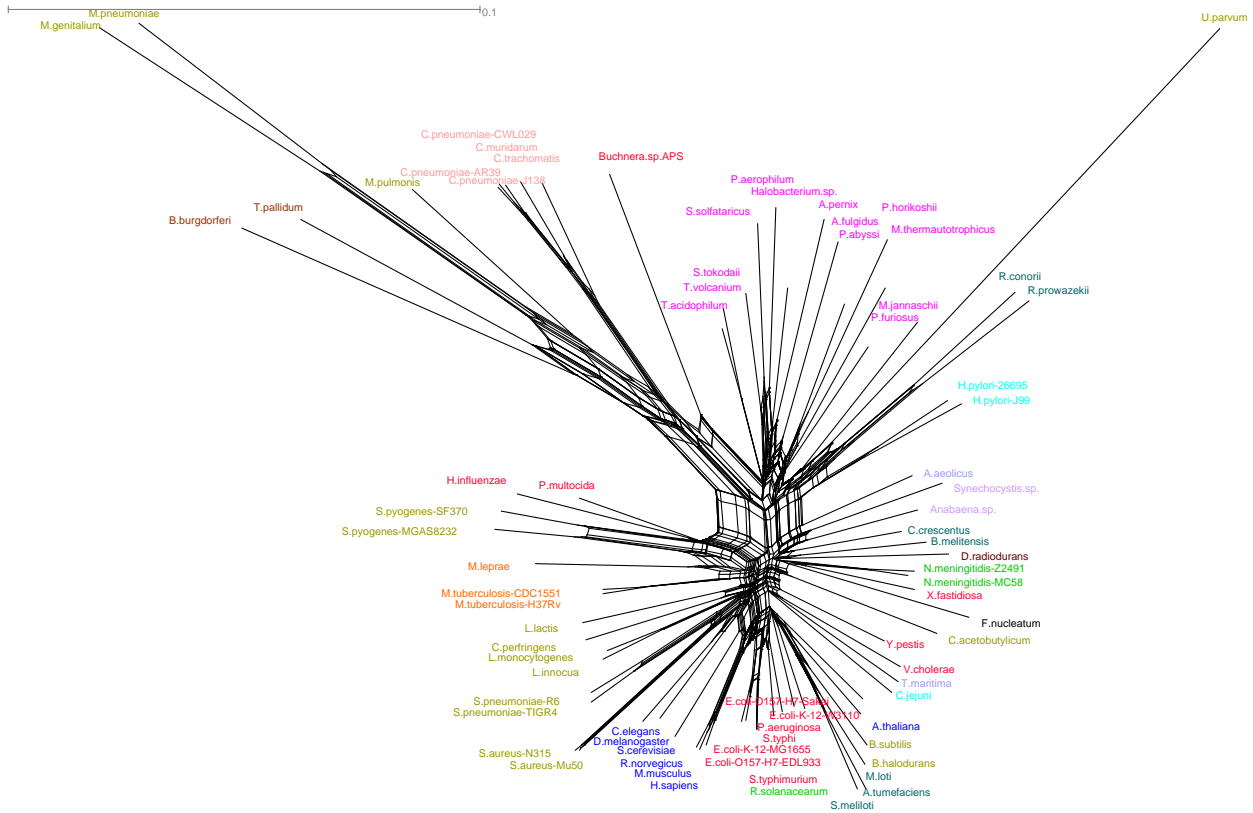 0.1
M.pneumoniae
M.genitalium
U.parvum
C.pneumoniae-CWL029
C.muridarum
C.trachomatis
C.pneumoniae-AR39
C.pneumoniae-J138
Buchnera.sp.APS
M.pulmonis
T.pallidum
B.burgdorferi
P.aerophilum
Halobacterium.sp.
S.solfataricus
A.pernix
P.horikoshii
A.fulgidus
P.abyssi
M.thermautotrophicus
S.tokodaii
T.volcanium
T.acidophilum
M.jannaschii
P.furiosus
R.conorii
R.prowazekii
H.pylori-26695
H.pylori-J99
A.aeolicus
Synechocystis.sp.
Anabaena.sp.
C.crescentus
B.melitensis
D.radiodurans
N.meningitidis-Z2491
N.meningitidis-MC58
X.fastidiosa
F.nucleatum
C.acetobutylicum
Y.pestis
V.cholerae
T.maritima
C.jejuni
H.influenzae
P.multocida
S.pyogenes-SF370
S.pyogenes-MGAS8232
M.leprae
M.tuberculosis-CDC1551
M.tuberculosis-H37Rv
L.lactis
C.perfringens
L.monocytogenes
L.innocua
S.pneumoniae-R6
S.pneumoniae-TIGR4
S.aureus-N315
S.aureus-Mu50
C.elegans
D.melanogaster
S.cerevisiae
R.norvegicus
M.musculus
H.sapiens
E.coli-O157-H7-Sakai
E.coli-K-12-W3110
P.aeruginosa
S.typhi
E.coli-K-12-MG1655
E.coli-O157-H7-EDL933
S.typhimurium
R.solanacearum
A.thaliana
B.subtilis
B.halodurans
M.loti
A.tumefaciens
S.meliloti